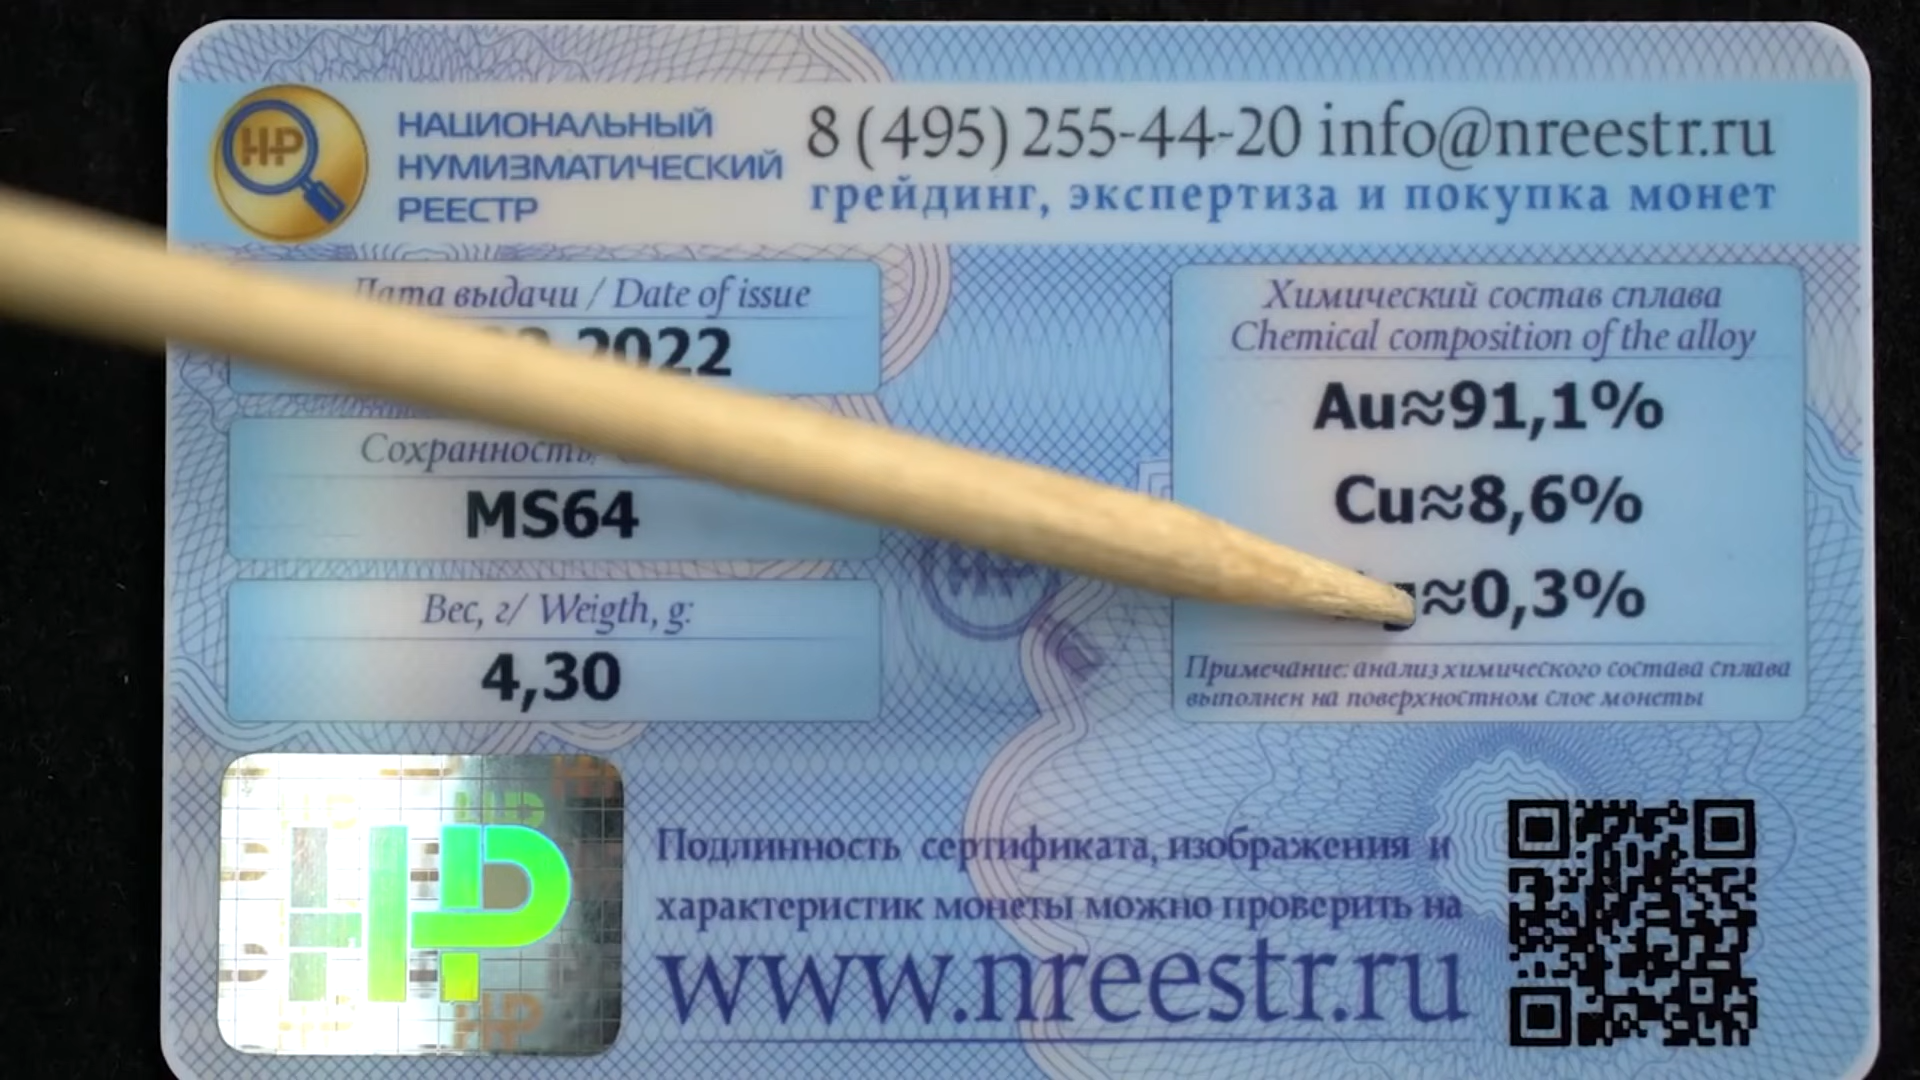 НР
НАЦИОНАЛЬНЫЙ
НУМИЗМАТИЧЕСКИЙ
РЕЕСТР
8 (495) 255-44-20 info@nreestr.ru
грейдинг, экспертиза и покупка монет
Дата выдачи / Date of issue
2022
Сохранность
MS64
Вес, г/ Weigth, g:
4,30
Химический состав сплава
Chemical composition of the alloy
Au≈91,1%
Cu≈8,6%
≈0,3%
Примечание: анализ химического состава сплава
выполнен на поверхностном слое монеты
НР
Подлинность сертификата, изображения и
характеристик монеты можно проверить на
www.nreestr.ru